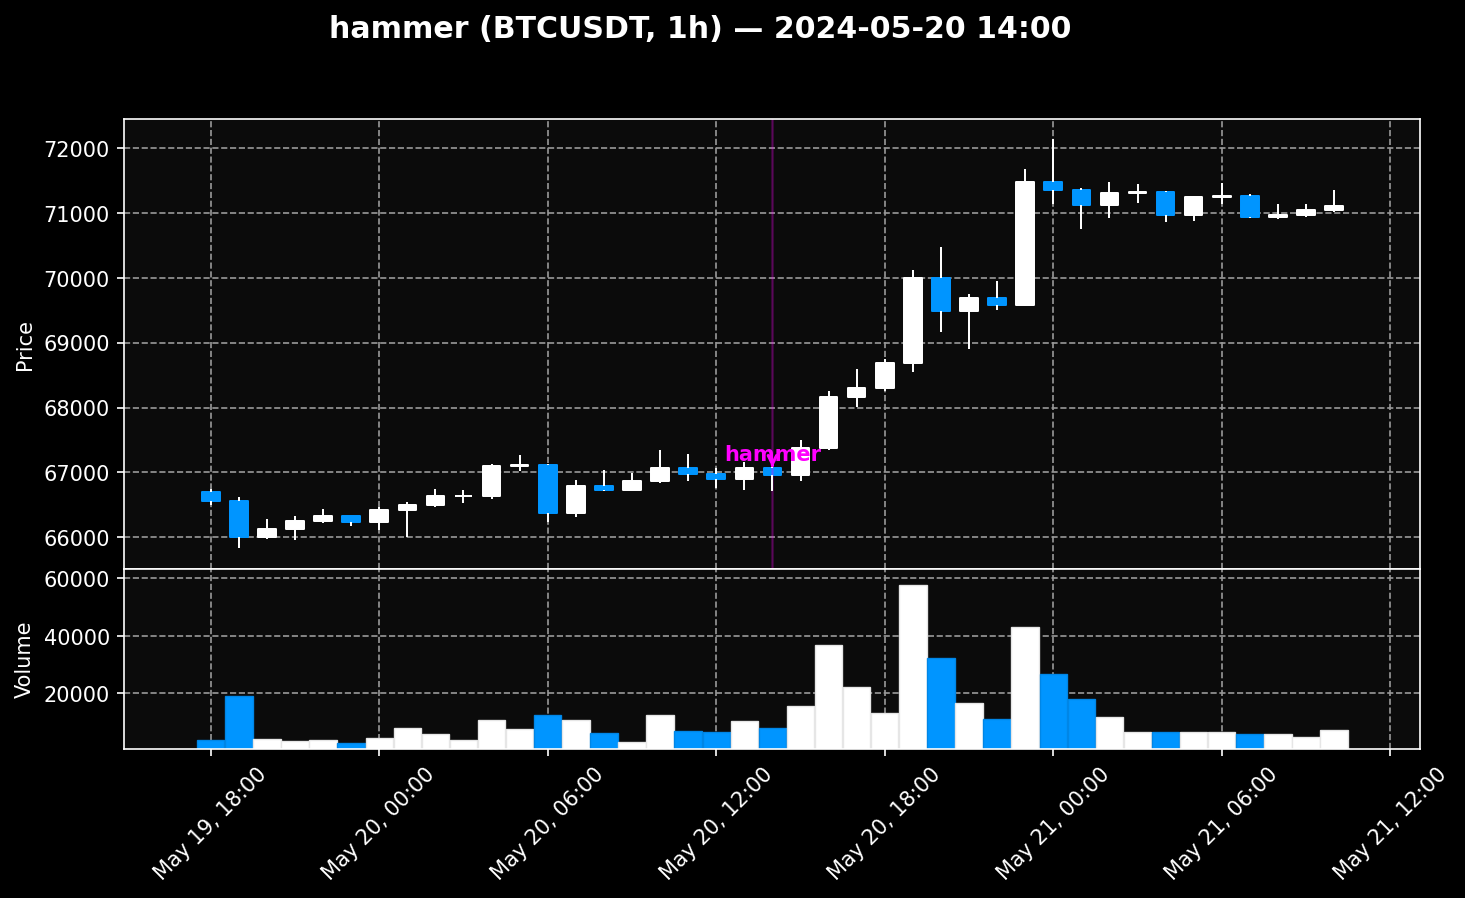 hammer (BTCUSDT, 1h) — 2024-05-20 14:00
72000
71000
70000
69000
68000
67000
66000
Price
hammer
60000
40000
20000
Volume
May 19, 18:00
May 20, 00:00
May 20, 06:00
May 20, 12:00
May 20, 18:00
May 21, 00:00
May 21, 06:00
May 21, 12:00